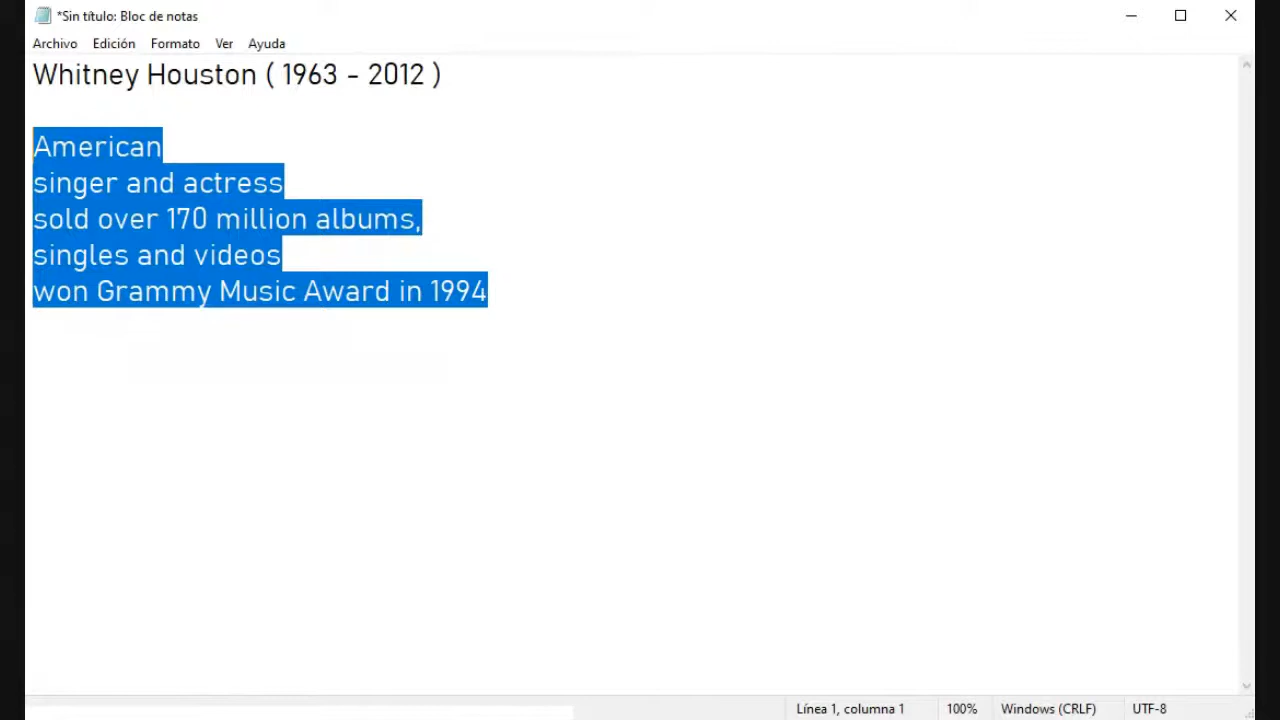 *Sin título: Bloc de notas
Archivo Edición Formato Ver Ayuda
Whitney Houston ( 1963 - 2012 )
American
singer and actress
sold over 170 million albums,
singles and videos
won Grammy Music Award in 1994
Línea 1, columna 1 100% Windows (CRLF) UTF-8